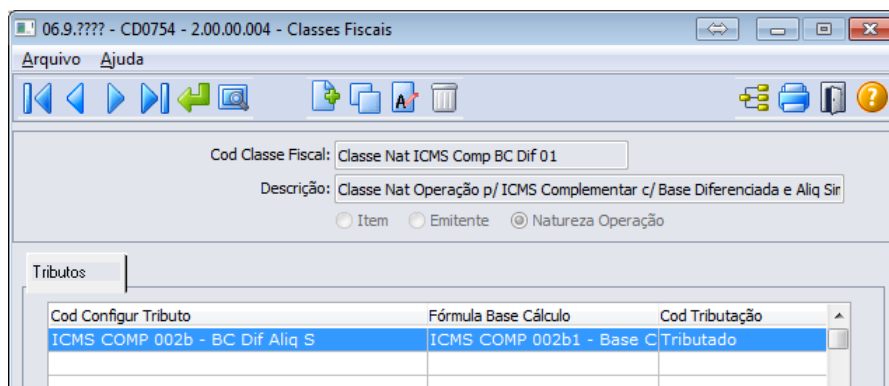 06.9.???? - CD0754 - 2.00.00.004 - Classes Fiscais
Arquivo Ajuda
Cod Classe Fiscal: Classe Nat ICMS Comp BC Dif 01
Descrição: Classe Nat Operação p/ ICMS Complementar c/ Base Diferenciada e Aliq Sir
Item Emitente Natureza Operação
Tributos
Cod Configur Tributo Fórmula Base Cálculo Cod Tributação
ICMS COMP 002b - BC Dif Aliq S ICMS COMP 002b1 - Base C Tributado